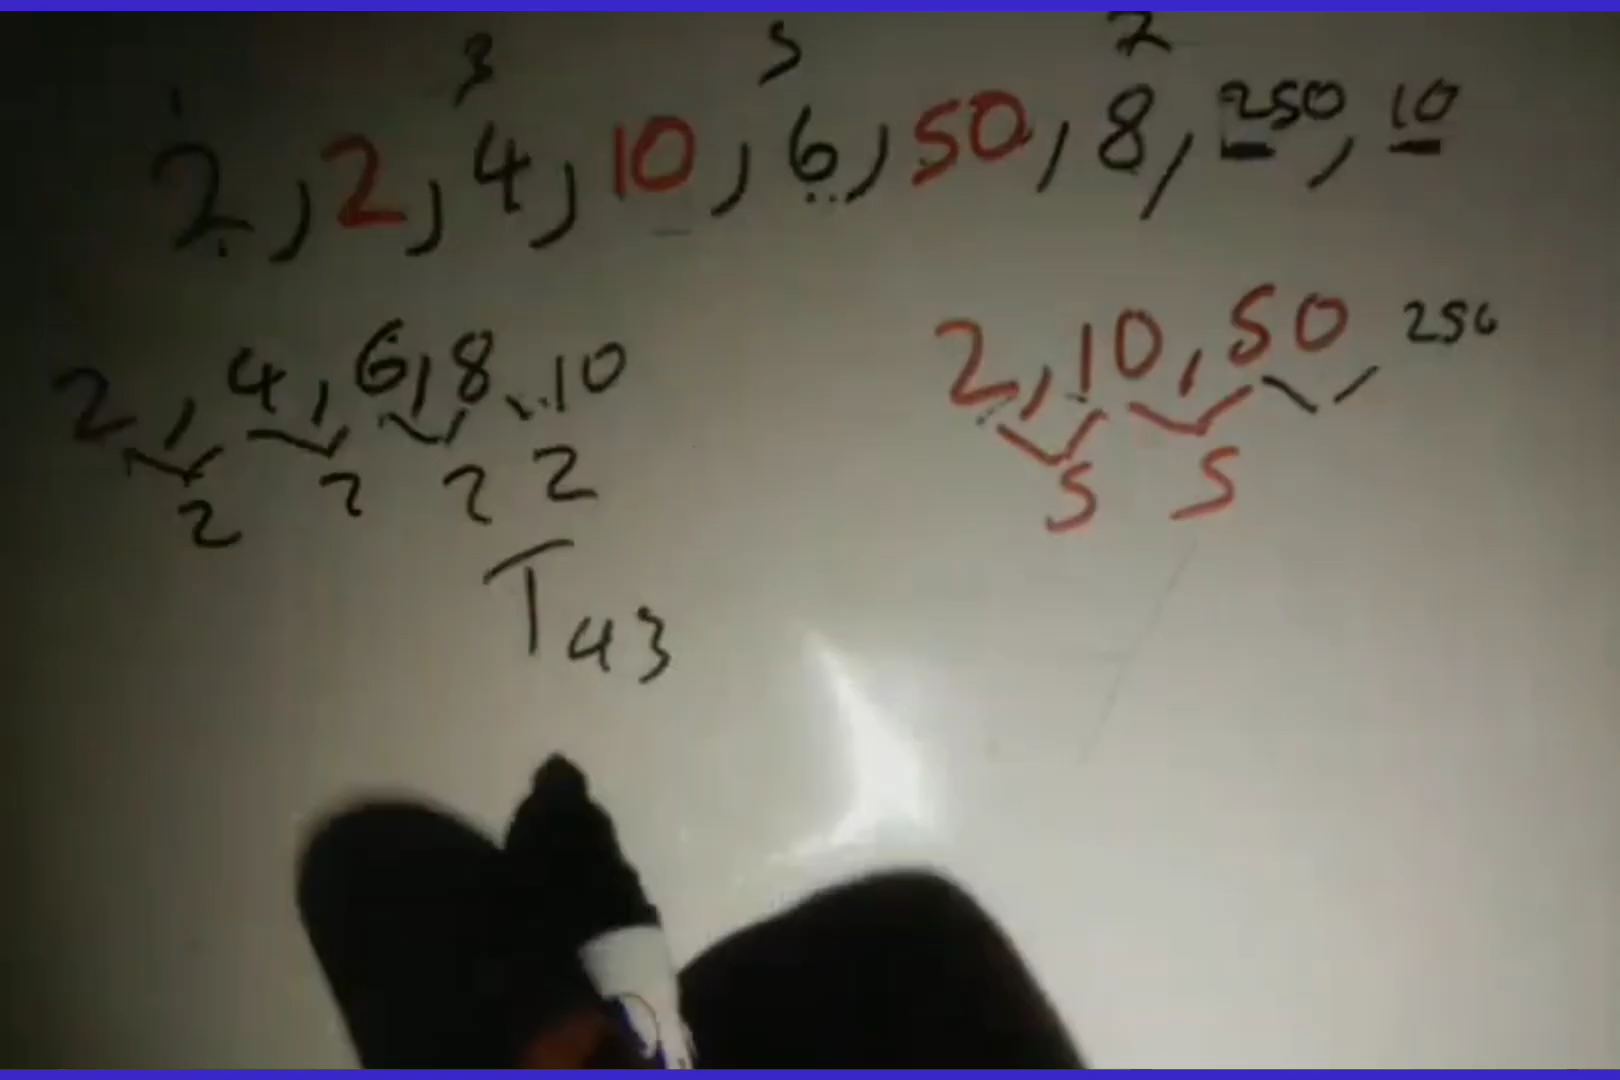 1 3 5 7
2 , 2 , 4 , 10 , 6 , 50 , 8 , 250 , 10
2 , 4 , 6 , 8 , 10
2 , 10 , 50 , 250
2 2 2 2
5 5
T43